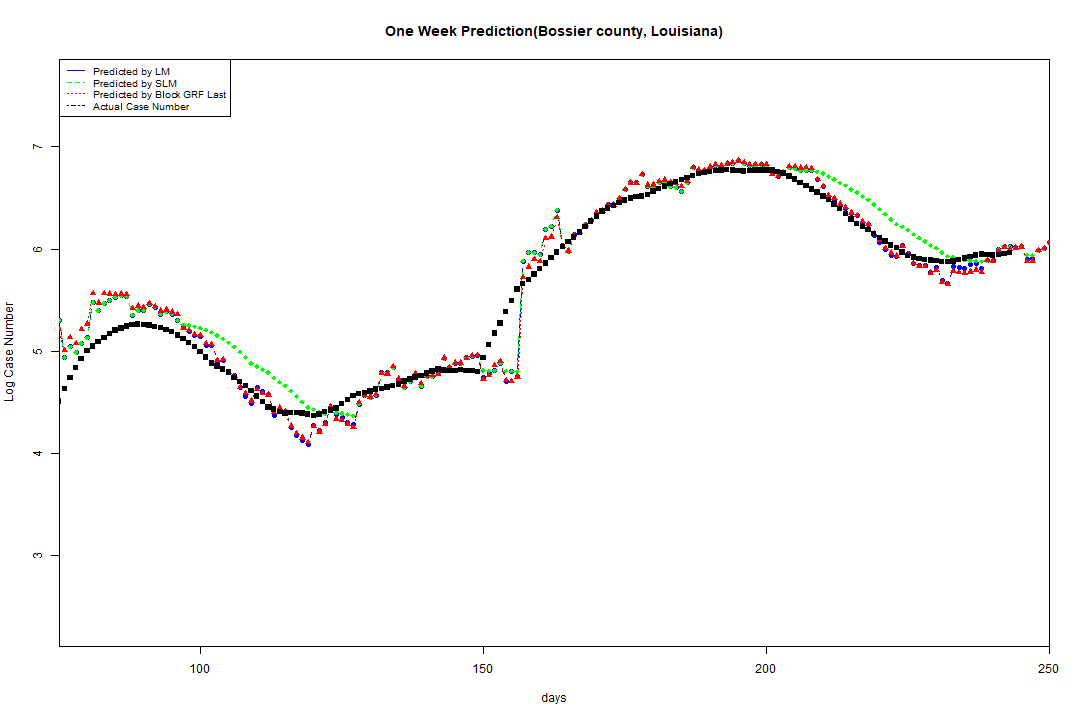 One Week Prediction(Bossier county, Louisiana)
Predicted by LM
Predicted by SLM
Predicted by Block GRF Last
Actual Case Number
7
6
5
4
3
Log Case Number
100
150
200
250
days